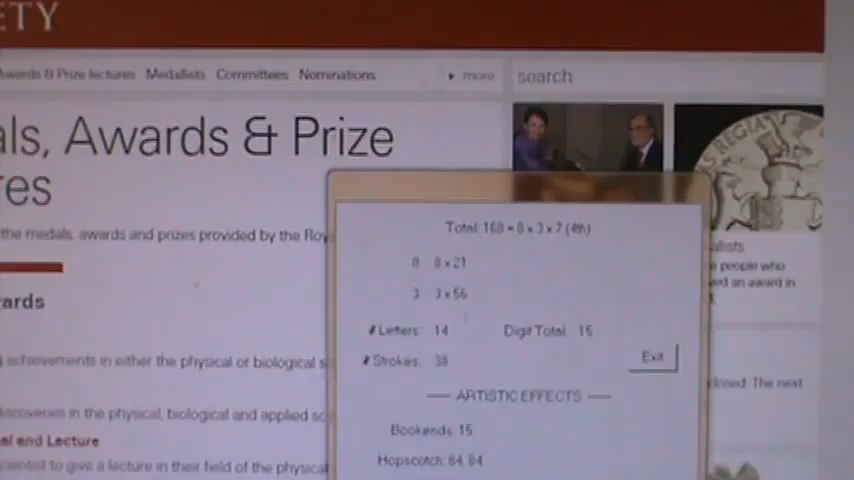 ETY
Awards & Prize lectures Medallists Committees Nominations
more
search
als, Awards & Prize
res
the medals, awards and prizes provided by the Roy
ards
achievements in either the physical or biological s
discoveries in the physical, biological and applied sc
al and Lecture
cientist to give a lecture in their field of the physical
S REGIA
allists
people who
ed an award in
closed. The next
Total: 168 = 8 x 3 x 7 (4th)
8 8 x 21
3 3 x 56
# Letters: 14 Digit Total: 15
# Strokes: 38
Exit
ARTISTIC EFFECTS
Bookends: 15
Hopscotch: 84, 84